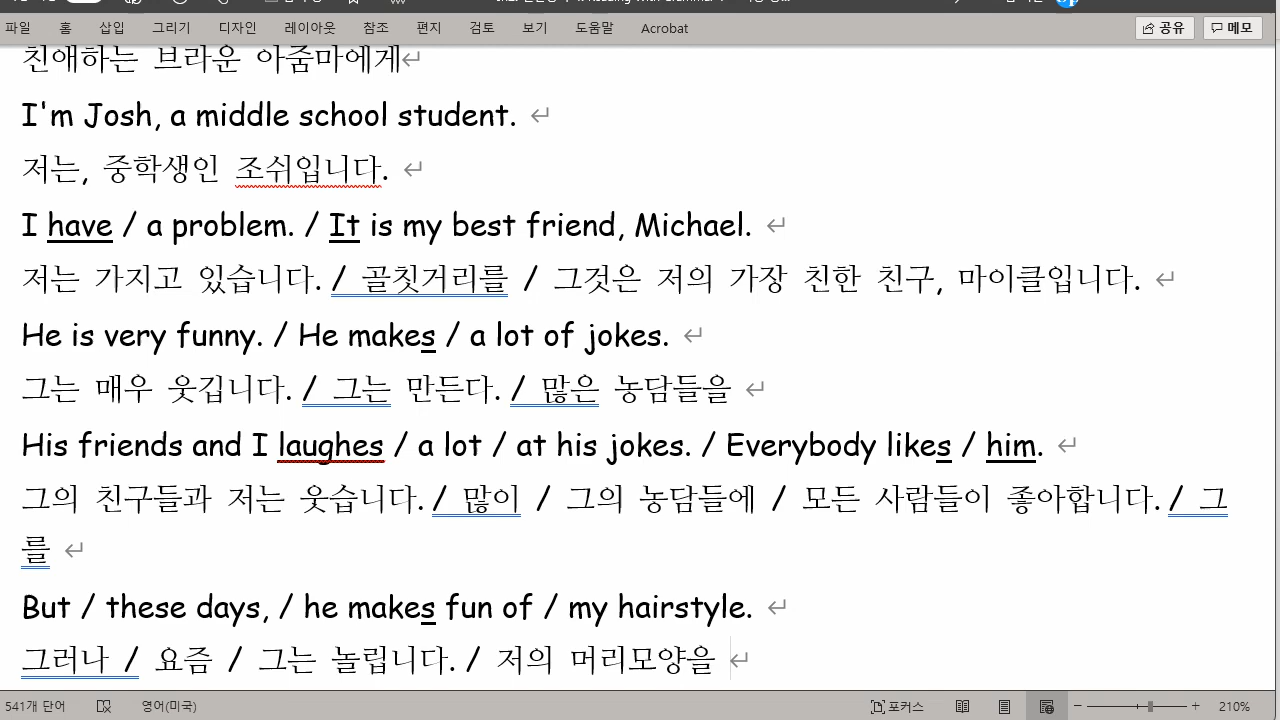 파일 홈 삽입 그리기 디자인 레이아웃 참조 편지 검토 보기 도움말 Acrobat 공유 메모
친애하는 브라운 아줌마에게
I'm Josh, a middle school student.
저는, 중학생인 조쉬입니다.
I have / a problem. / It is my best friend, Michael.
저는 가지고 있습니다. / 골칫거리를 / 그것은 저의 가장 친한 친구, 마이클입니다.
He is very funny. / He makes / a lot of jokes.
그는 매우 웃깁니다. / 그는 만든다. / 많은 농담들을
His friends and I laughes / a lot / at his jokes. / Everybody likes / him.
그의 친구들과 저는 웃습니다. / 많이 / 그의 농담들에 / 모든 사람들이 좋아합니다. / 그
를
But / these days, / he makes fun of / my hairstyle.
그러나 / 요즘 / 그는 놀립니다. / 저의 머리모양을
541개 단어 영어(미국) 포커스 210%